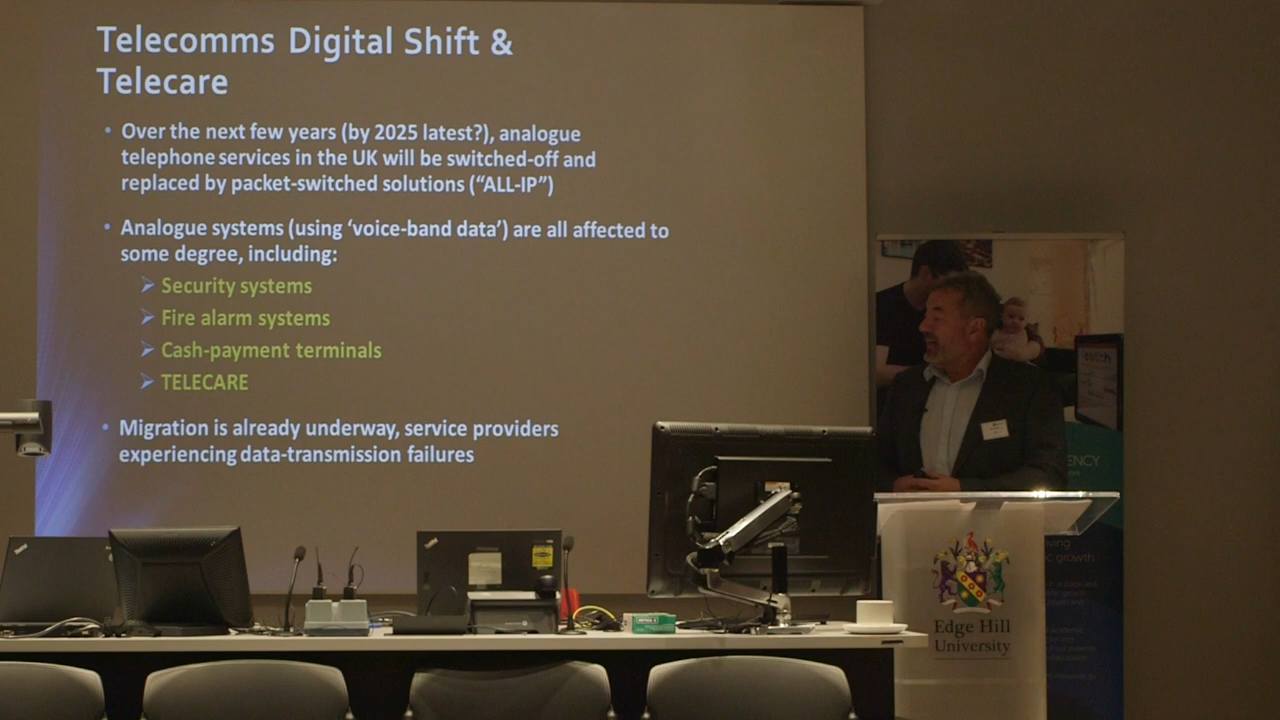 Telecomms Digital Shift &
Telecare
• Over the next few years (by 2025 latest?), analogue
telephone services in the UK will be switched-off and
replaced by packet-switched solutions (“ALL-IP”)
• Analogue systems (using ‘voice-band data’) are all affected to
some degree, including:
➢ Security systems
➢ Fire alarm systems
➢ Cash-payment terminals
➢ TELECARE
• Migration is already underway, service providers
experiencing data-transmission failures
ENCY
growth
Edge Hill
University